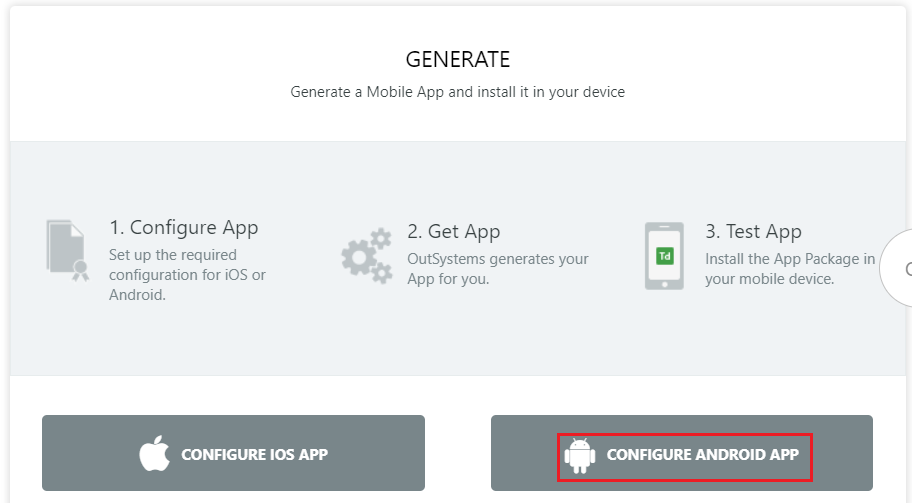 GENERATE
Generate a Mobile App and install it in your device
1. Configure App
Set up the required
configuration for iOS or
Android.
2. Get App
OutSystems generates your
App for you.
Td
3. Test App
Install the App Package in
your mobile device.
CONFIGURE IOS APP
CONFIGURE ANDROID APP